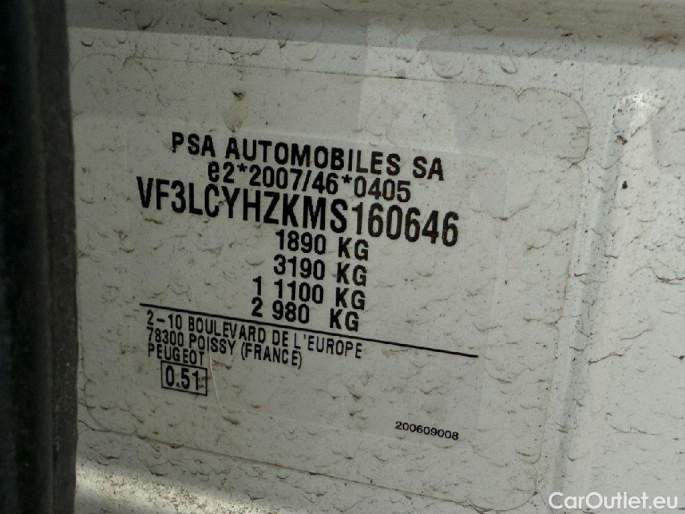 PSA AUTOMOBILES SA
e2*2007/46*0405
VF3LCYHZKMS160646
1890 KG
3190 KG
1 1100 KG
2 980 KG
2-10 BOULEVARD DE L'EUROPE
78300 POISSY (FRANCE)
PEUGEOT
0.51
200609008
CarOutlet.eu